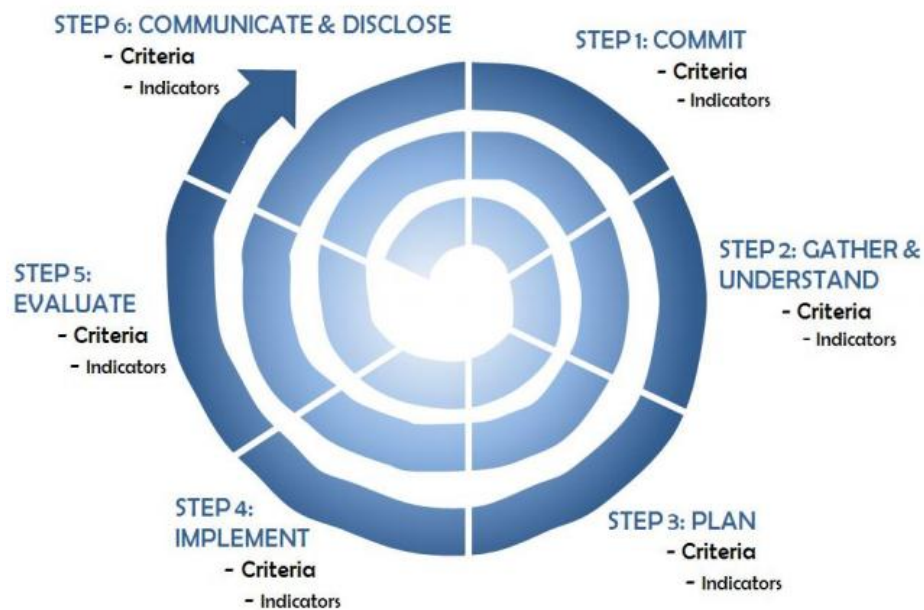 STEP 6: COMMUNICATE & DISCLOSE
- Criteria
- Indicators
STEP 1: COMMIT
- Criteria
- Indicators
STEP 2: GATHER &
UNDERSTAND
- Criteria
- Indicators
STEP 3: PLAN
- Criteria
- Indicators
STEP 4:
IMPLEMENT
- Criteria
- Indicators
STEP 5:
EVALUATE
- Criteria
- Indicators